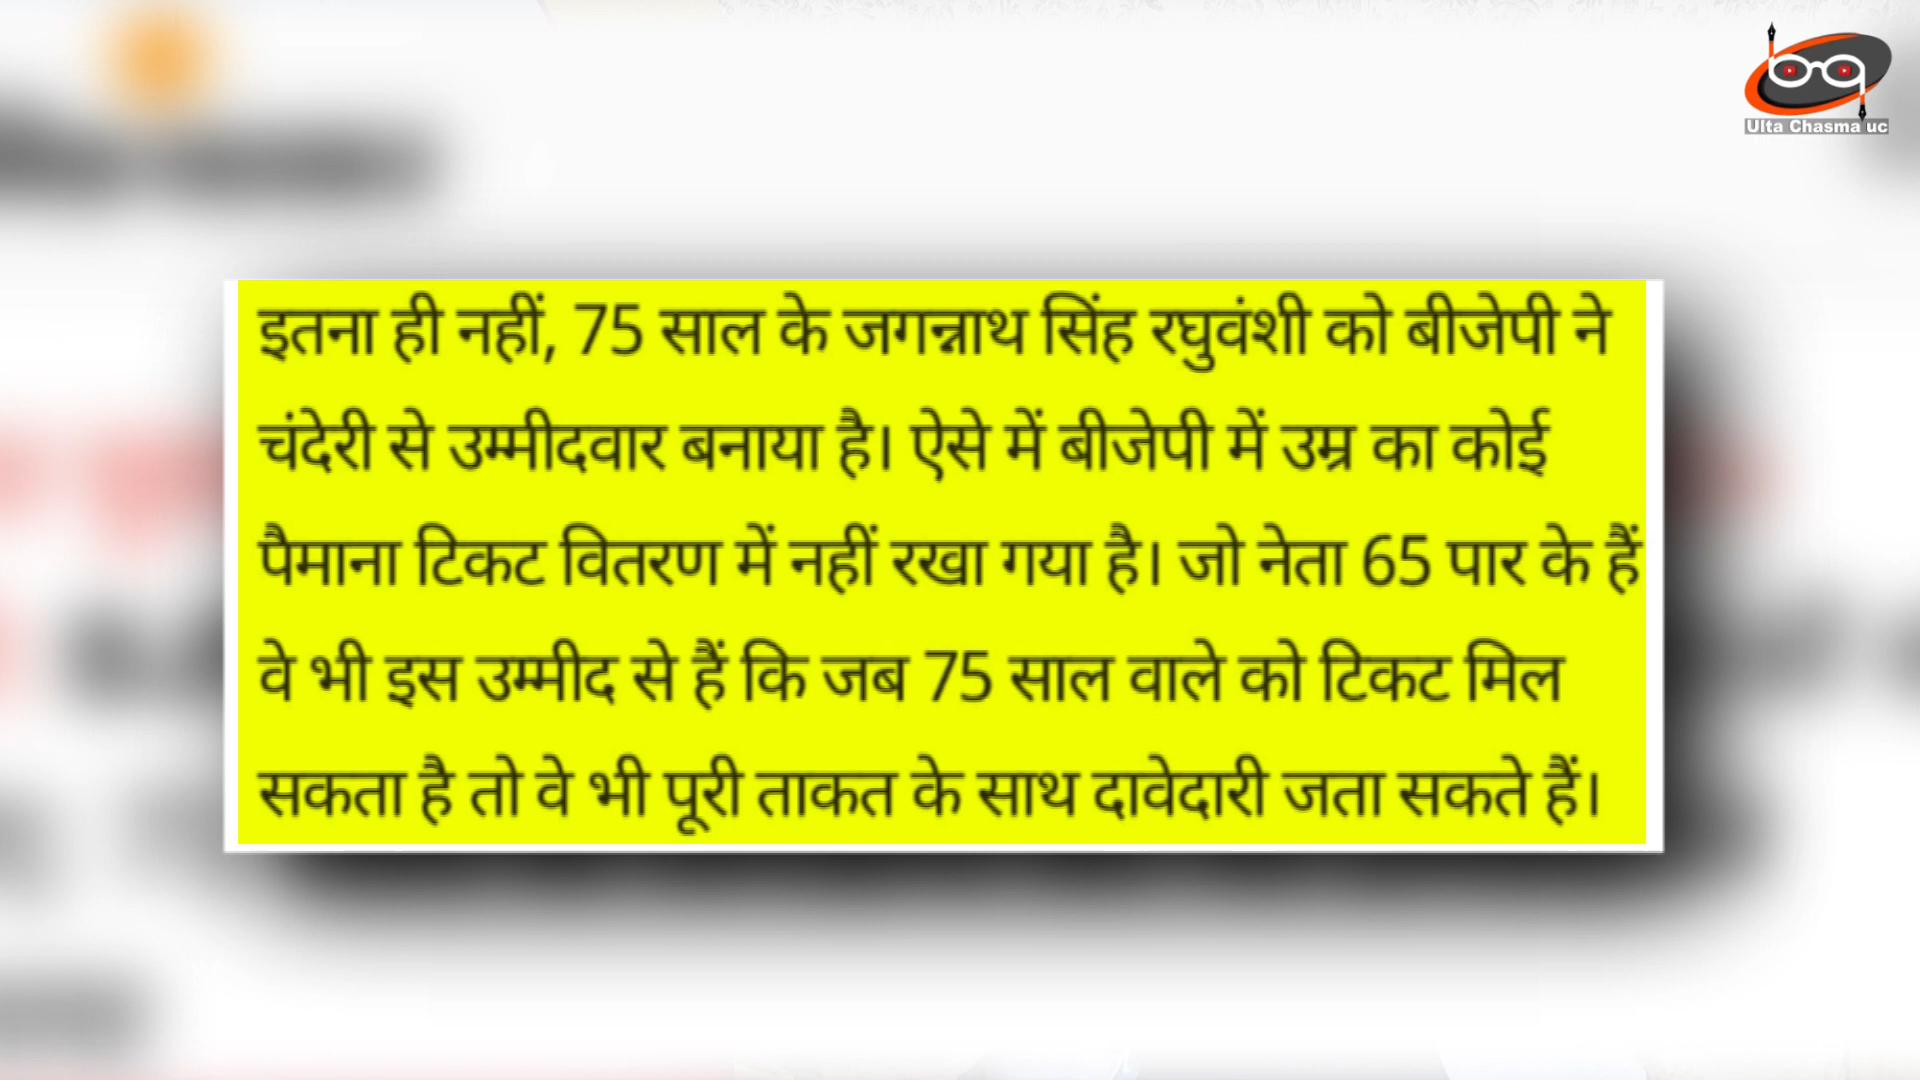 Ulta Chasma uc
इतना ही नहीं, 75 साल के जगन्नाथ सिंह रघुवंशी को बीजेपी ने
चंदेरी से उम्मीदवार बनाया है। ऐसे में बीजेपी में उम्र का कोई
पैमाना टिकट वितरण में नहीं रखा गया है। जो नेता 65 पार के हैं
वे भी इस उम्मीद से हैं कि जब 75 साल वाले को टिकट मिल
सकता है तो वे भी पूरी ताकत के साथ दावेदारी जता सकते हैं।